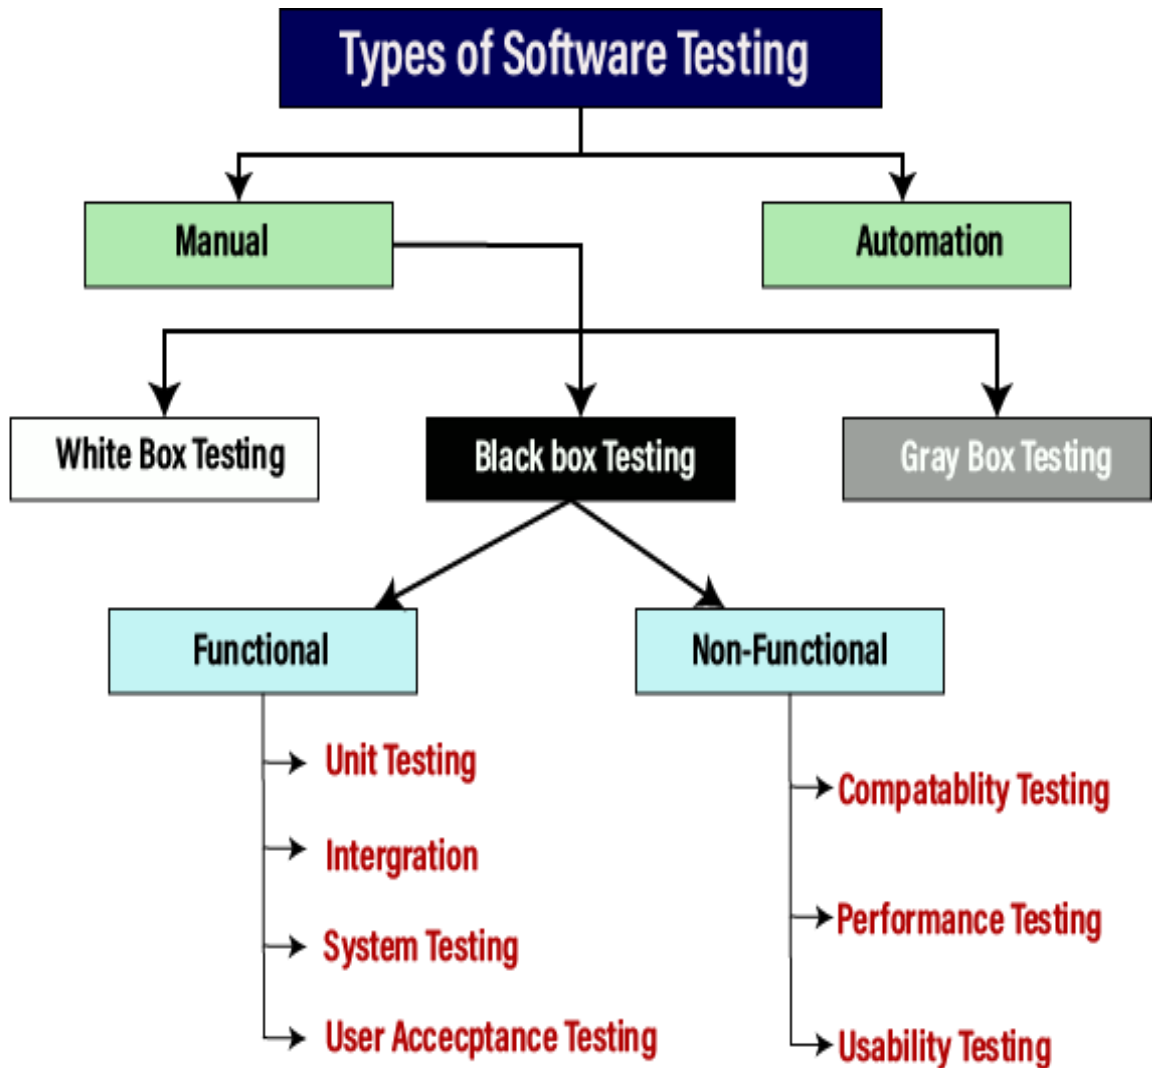 Types of Software Testing
Manual
Automation
White Box Testing
Black box Testing
Gray Box Testing
Functional
Non-Functional
Unit Testing
Intergration
System Testing
User Accecptance Testing
Compatablity Testing
Performance Testing
Usability Testing